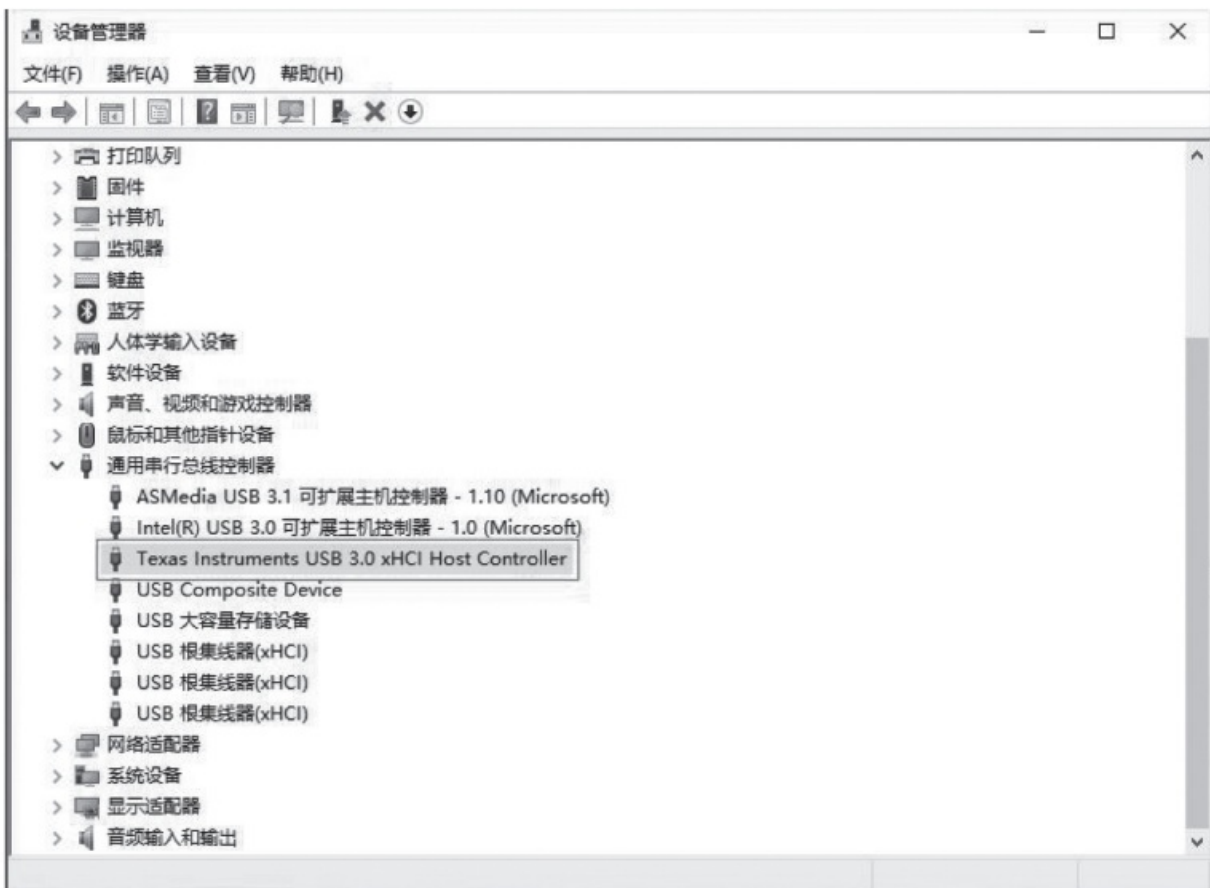 设备管理器
文件(F) 操作(A) 查看(V) 帮助(H)
打印队列
固件
计算机
监视器
键盘
蓝牙
人体学输入设备
软件设备
声音、视频和游戏控制器
鼠标和其他指针设备
通用串行总线控制器
ASMedia USB 3.1 可扩展主机控制器 - 1.10 (Microsoft)
Intel(R) USB 3.0 可扩展主机控制器 - 1.0 (Microsoft)
Texas Instruments USB 3.0 xHCI Host Controller
USB Composite Device
USB 大容量存储设备
USB 根集线器(xHCI)
USB 根集线器(xHCI)
USB 根集线器(xHCI)
网络适配器
系统设备
显示适配器
音频输入和输出